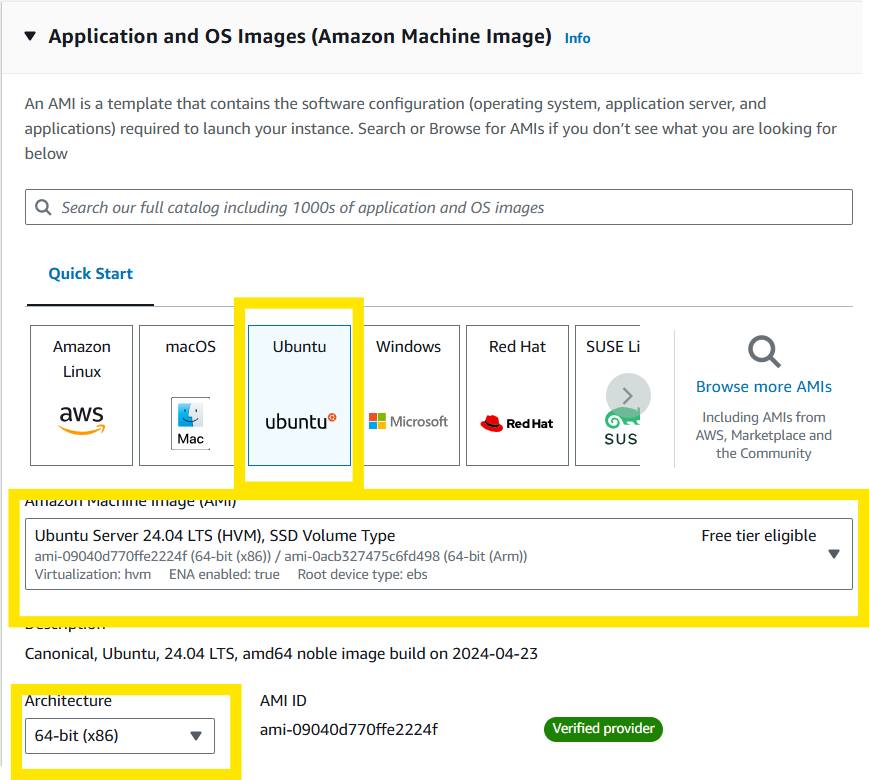 Application and OS Images (Amazon Machine Image) Info
An AMI is a template that contains the software configuration (operating system, application server, and
applications) required to launch your instance. Search or Browse for AMIs if you don’t see what you are looking for
below
Search our full catalog including 1000s of application and OS images
Quick Start
Amazon
Linux
aws
macOS
Mac
Ubuntu
ubuntu
Windows
Microsoft
Red Hat
Red Hat
SUSE Li
SUS
Browse more AMIs
Including AMIs from
AWS, Marketplace and
the Community
Amazon Machine Image (AMI)
Ubuntu Server 24.04 LTS (HVM), SSD Volume Type
Free tier eligible
ami-09040d770ffe2224f (64-bit (x86)) / ami-0acb327475c6fd498 (64-bit (Arm))
Virtualization: hvm ENA enabled: true Root device type: ebs
Description
Canonical, Ubuntu, 24.04 LTS, amd64 noble image build on 2024-04-23
Architecture
64-bit (x86)
AMI ID
ami-09040d770ffe2224f
Verified provider